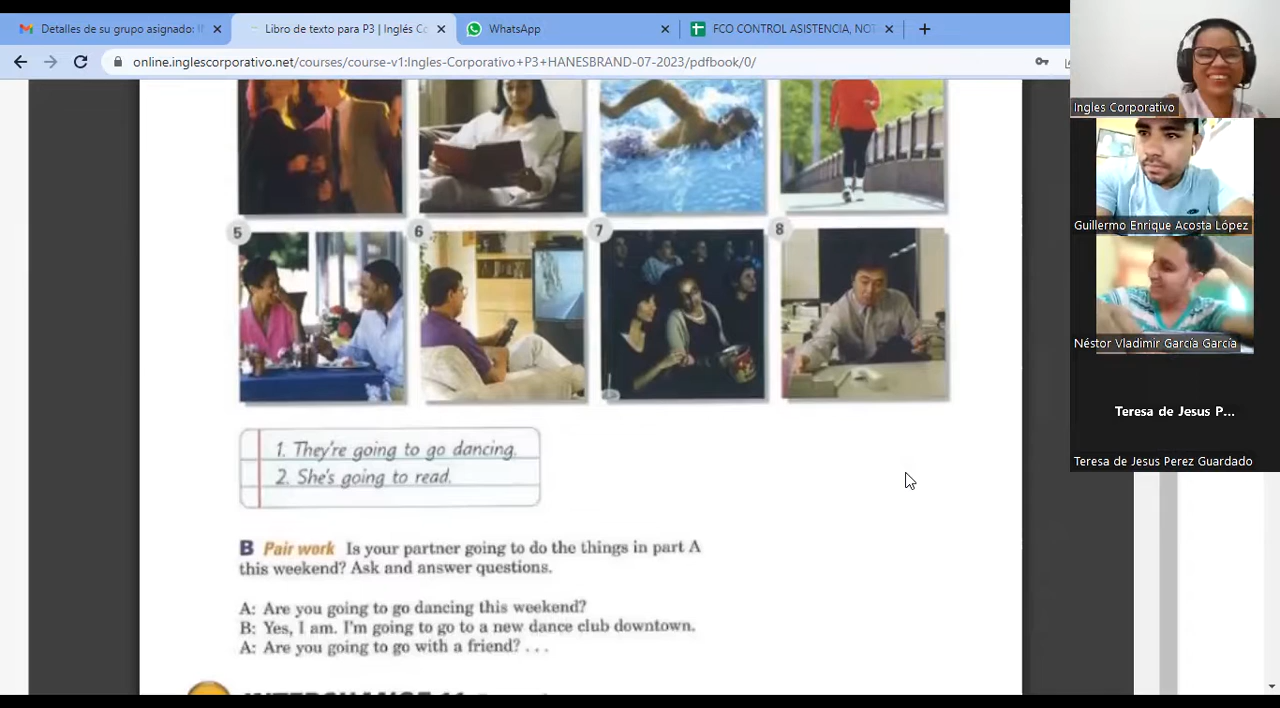 Detalles de su grupo asignado: I
Libro de texto para P3 | Inglés Co
WhatsApp
FCO CONTROL ASISTENCIA, NOT
online.inglescorporativo.net/courses/course-v1:Ingles-Corporativo+P3+HANESBRAND-07-2023/pdfbook/0/
Ingles Corporativo
Guillermo Enrique Acosta López
5
6
7
8
Néstor Vladimir García García
Teresa de Jesus P...
Teresa de Jesus Perez Guardado
1. They're going to go dancing.
2. She's going to read.
B Pair work Is your partner going to do the things in part A
this weekend? Ask and answer questions.
A: Are you going to go dancing this weekend?
B: Yes, I am. I'm going to go to a new dance club downtown.
A: Are you going to go with a friend? . . .